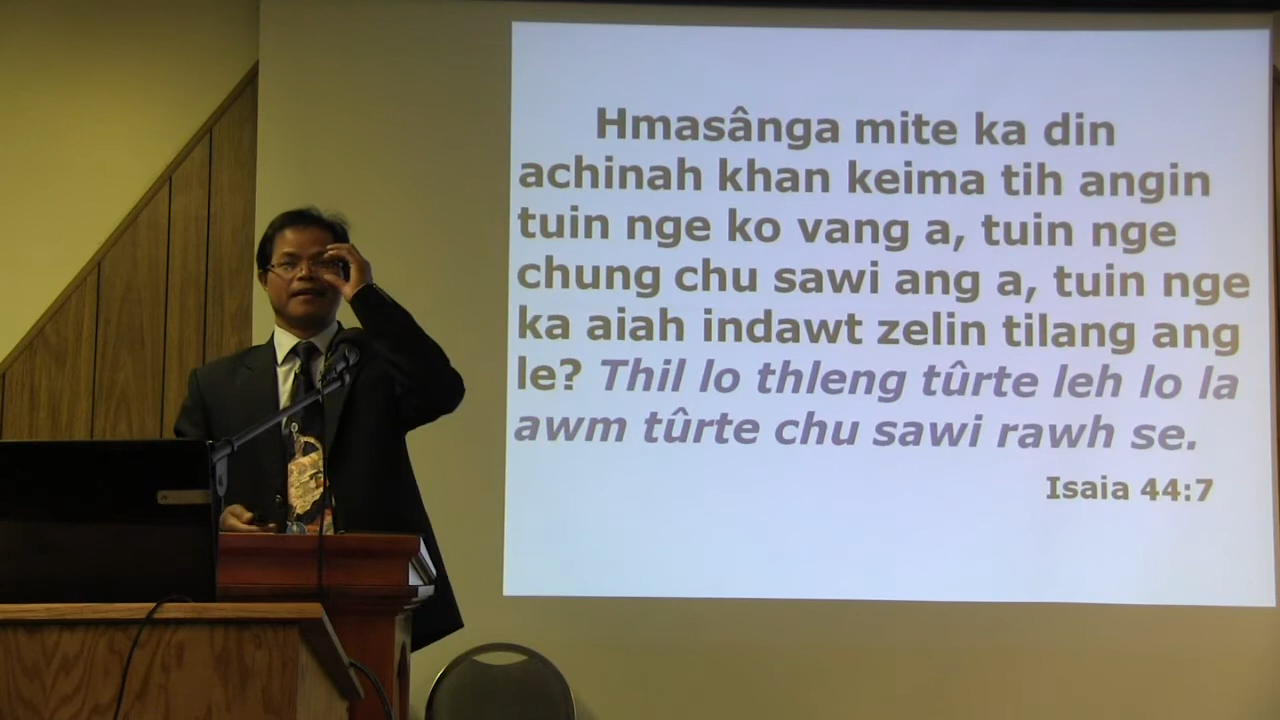 Hmasânga mite ka din
achinah khan keima tih angin
tuin nge ko vang a, tuin nge
chung chu sawi ang a, tuin nge
ka aiah indawt zelin tilang ang
le? Thil lo thleng tûrte leh lo la
awm tûrte chu sawi rawh se.
Isaia 44:7